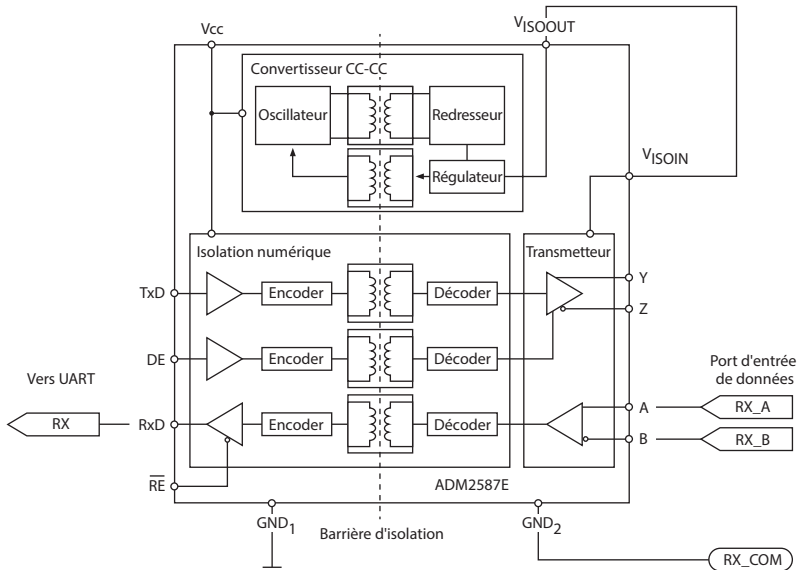 Vcc
VISOOUT
Convertisseur CC-CC
Oscillateur
Redresseur
Régulateur
VISOIN
Isolation numérique
Transmetteur
TxD
Encoder
Décoder
Y
Z
DE
Encoder
Décoder
Vers UART
Port d'entrée
de données
RX
RxD
Encoder
Décoder
A
RX_A
B
RX_B
RE
ADM2587E
GND1
Barrière d'isolation
GND2
RX_COM